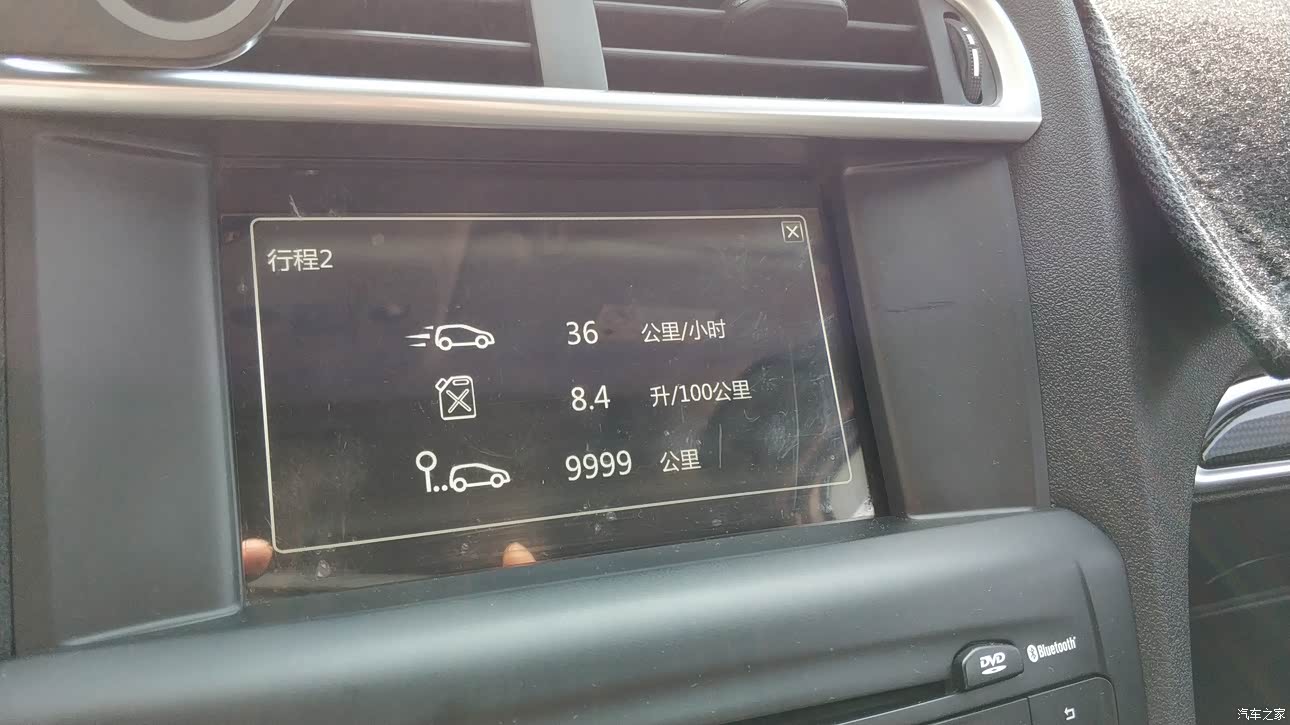 行程2
36 公里/小时
8.4 升/100公里
9999 公里
DVD
Bluetooth
汽车之家